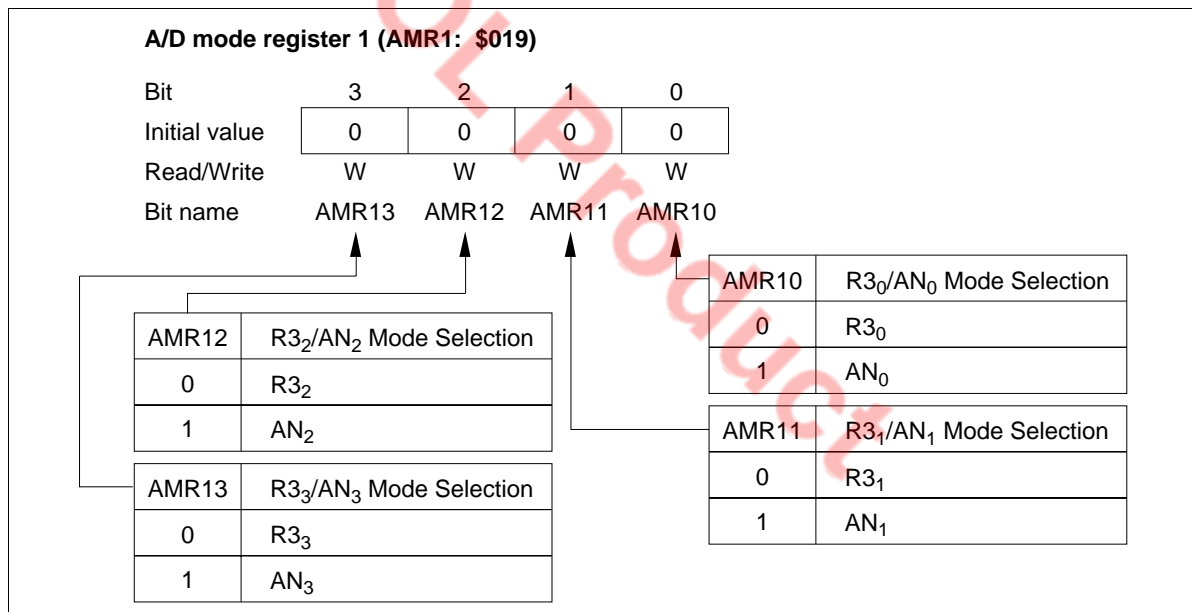 A/D mode register 1 (AMR1: $019)
Bit 3 2 1 0
Initial value 0 0 0 0
Read/Write W W W W
Bit name AMR13 AMR12 AMR11 AMR10
AMR10 R3₀/AN₀ Mode Selection
0 R3₀
1 AN₀
AMR12 R3₂/AN₂ Mode Selection
0 R3₂
1 AN₂
AMR11 R3₁/AN₁ Mode Selection
0 R3₁
1 AN₁
AMR13 R3₃/AN₃ Mode Selection
0 R3₃
1 AN₃
OL Product